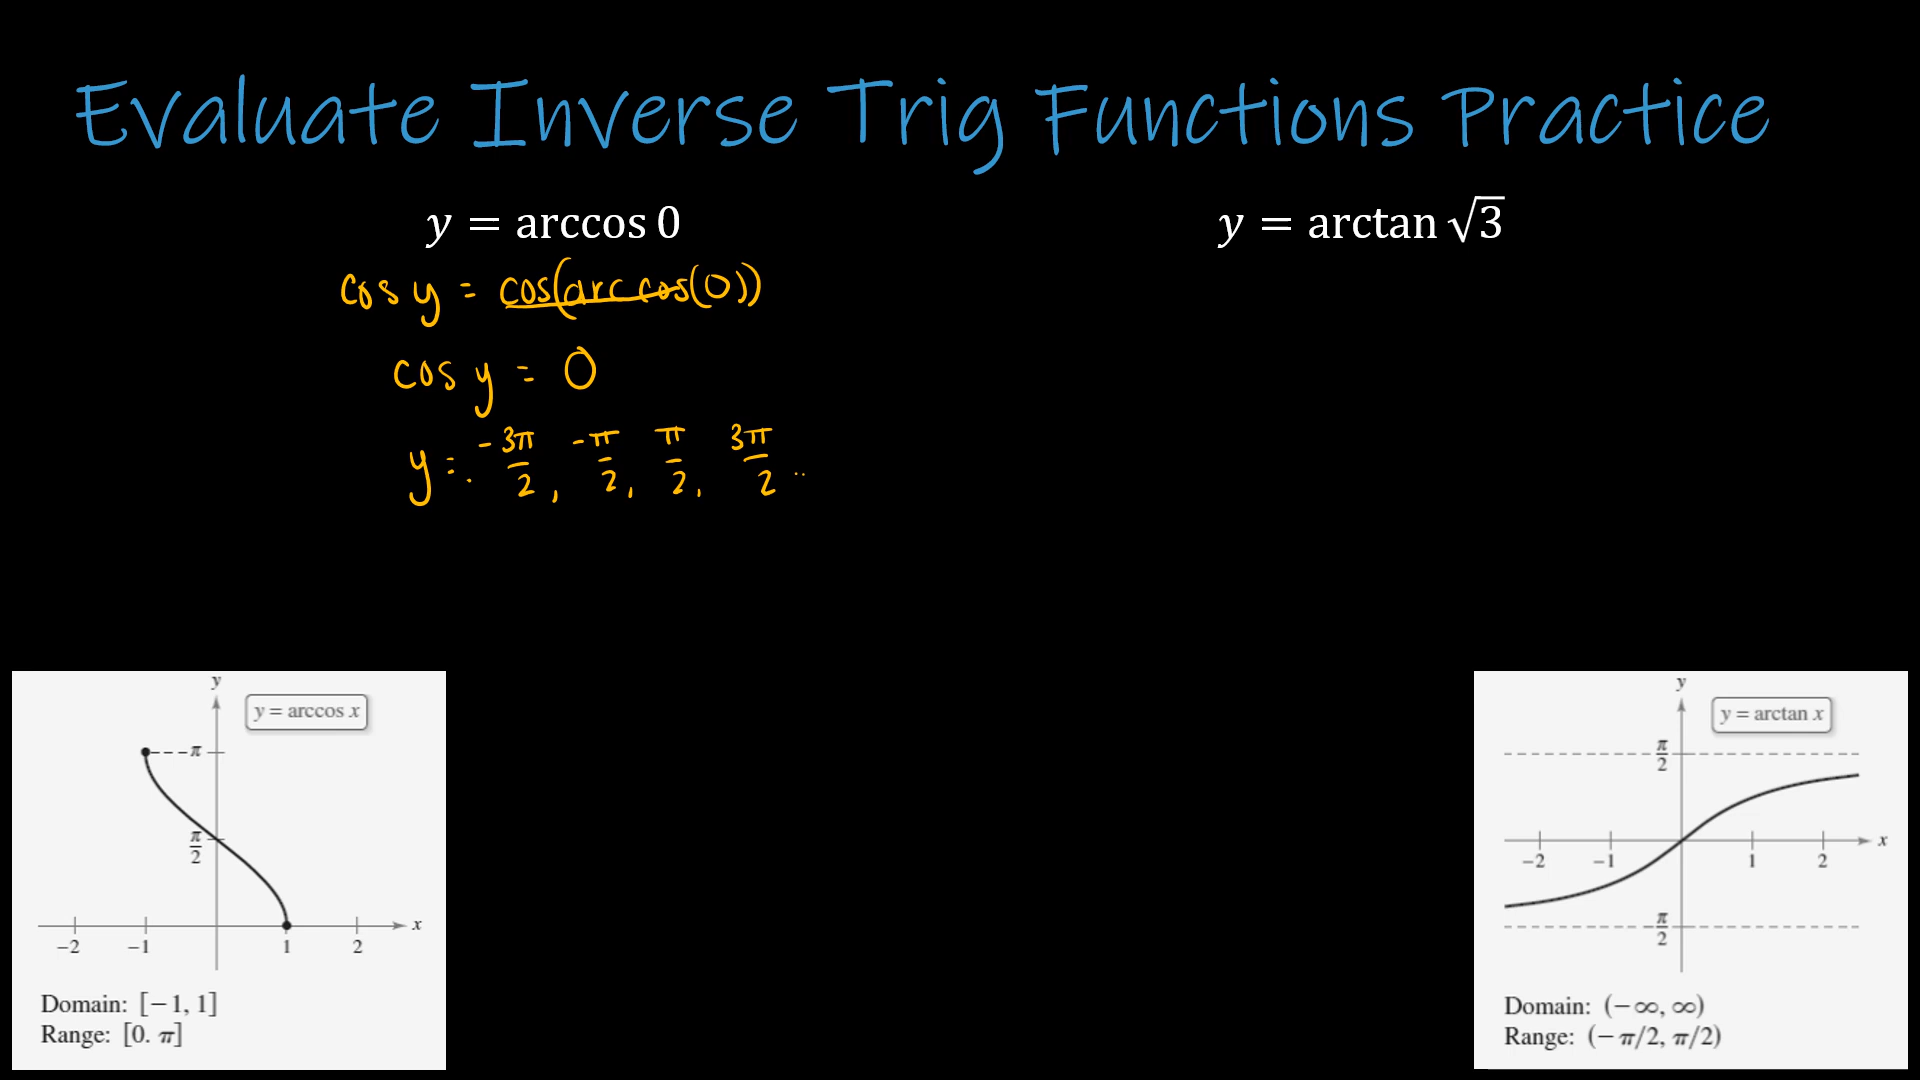 Evaluate Inverse Trig Functions Practice
y = arccos 0
cos y = cos(arc cos(0))
cos y = 0
y = . -3π/2, -π/2, π/2, 3π/2 ..
y = arctan √3
y
y = arccos x
π
π/2
-2 -1 1 2 x
Domain: [-1, 1]
Range: [0. π]
y
y = arctan x
π/2
-2 -1 1 2 x
-π/2
Domain: (-∞, ∞)
Range: (-π/2, π/2)